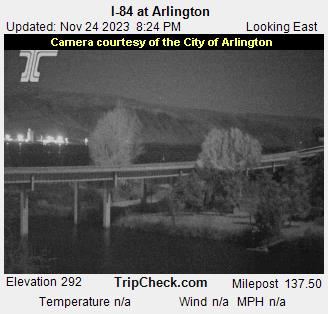 I-84 at Arlington
Updated: Nov 24 2023 8:24 PM Looking East
Camera courtesy of the City of Arlington
Elevation 292 TripCheck.com Milepost 137.50
Temperature n/a Wind n/a MPH n/a